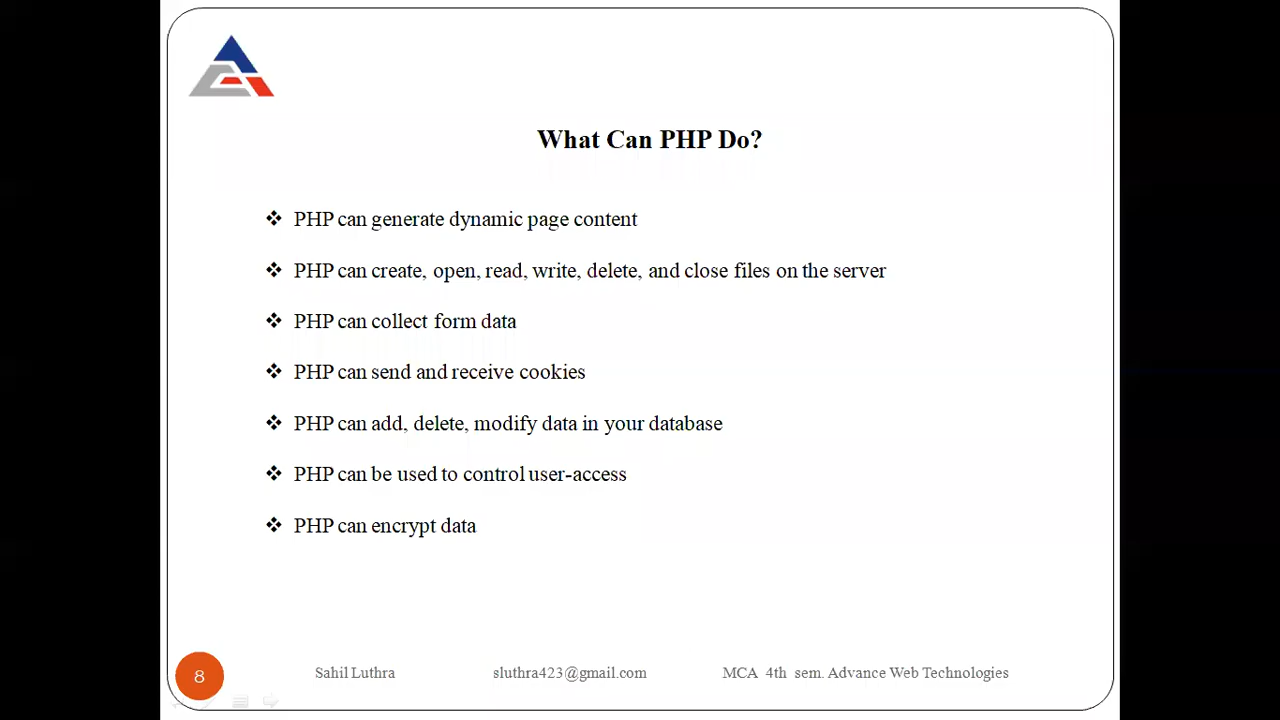 What Can PHP Do?
❖ PHP can generate dynamic page content
❖ PHP can create, open, read, write, delete, and close files on the server
❖ PHP can collect form data
❖ PHP can send and receive cookies
❖ PHP can add, delete, modify data in your database
❖ PHP can be used to control user-access
❖ PHP can encrypt data
8 Sahil Luthra sluthra423@gmail.com MCA 4th sem. Advance Web Technologies